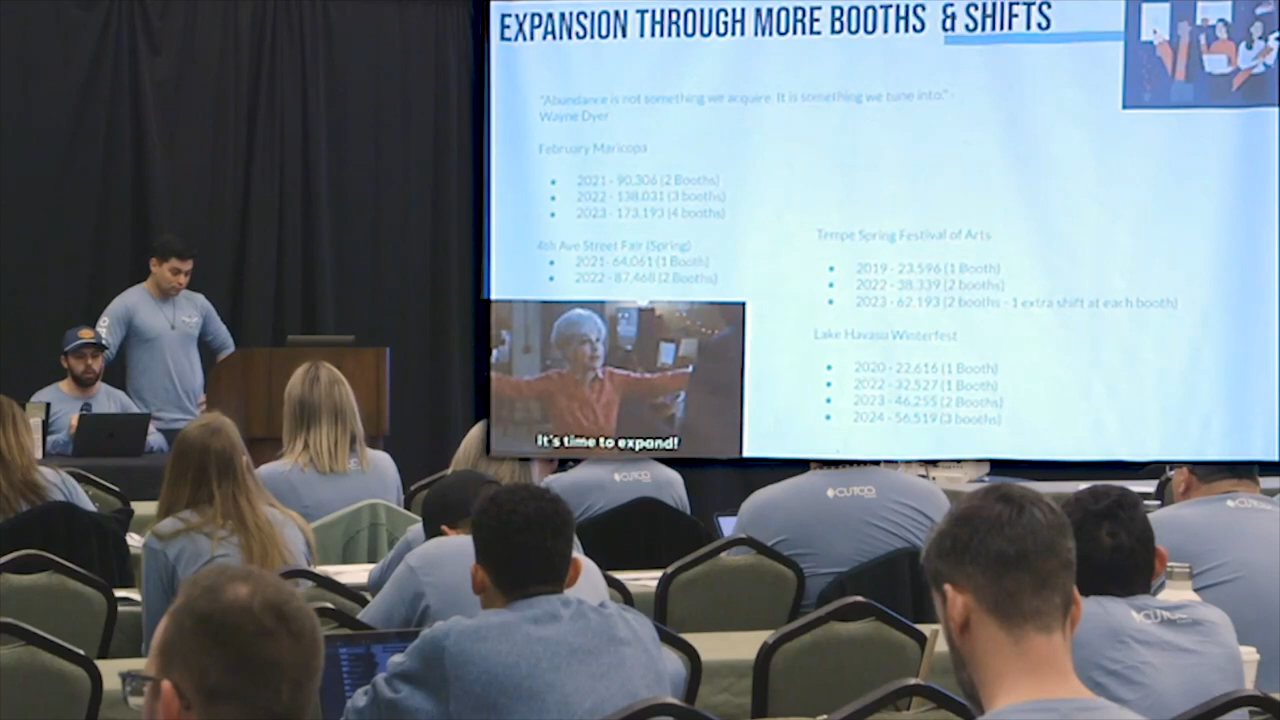 EXPANSION THROUGH MORE BOOTHS & SHIFTS
"Abundance is not something we acquire. It is something we tune into." -
Wayne Dyer
February Maricopa
2021 - 90,306 (2 Booths)
2022 - 138,031 (3 booths)
2023 - 173,193 (4 booths)
4th Ave Street Fair (Spring)
2021- 64,061 (1 Booth)
2022 - 87,468 (2 Booths)
Tempe Spring Festival of Arts
2019 - 23,596 (1 Booth)
2022 - 38,339 (2 booths)
2023 - 62,193 (2 booths - 1 extra shift at each booth)
Lake Havasu Winterfest
2020 - 22,616 (1 Booth)
2022 - 32,527 (1 Booth)
2023 - 46,255 (2 Booths)
2024 - 56,519 (3 booths)
It's time to expand!
CUTCO
CUTCO
CUTCO
CUTCO